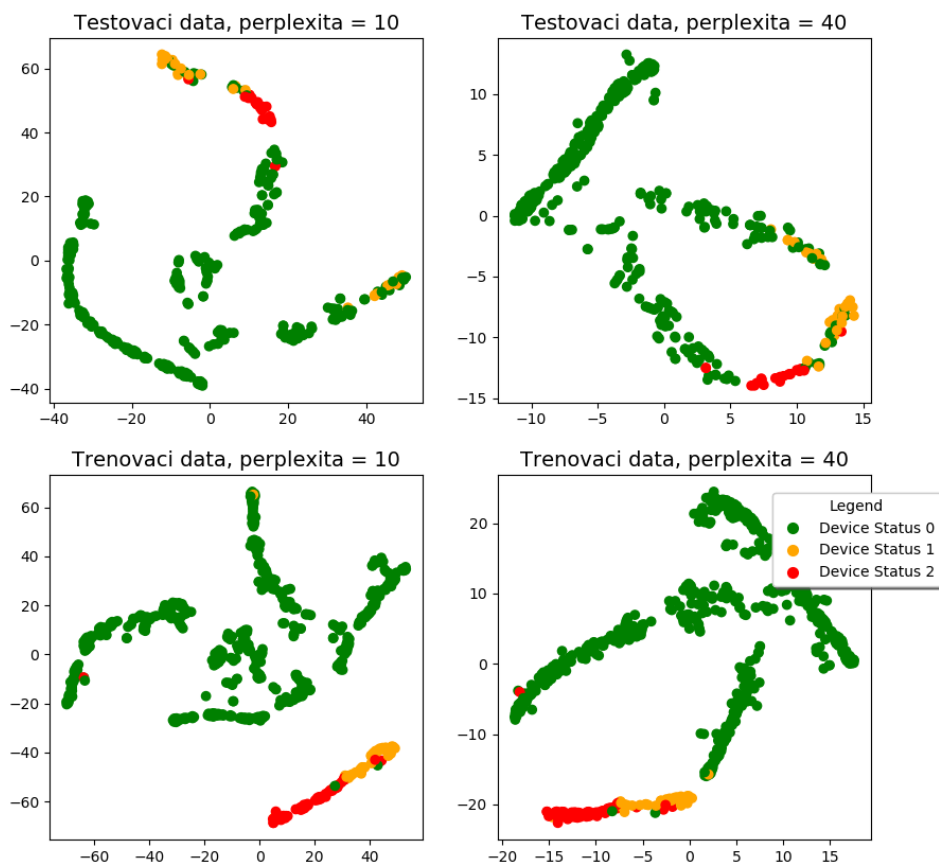 Testovaci data, perplexita = 10
60
40
20
0
−20
−40
−40 −20 0 20 40
Testovaci data, perplexita = 40
10
5
0
−5
−10
−15
−10 −5 0 5 10 15
Trenovaci data, perplexita = 10
60
40
20
0
−20
−40
−60
−60 −40 −20 0 20 40
Trenovaci data, perplexita = 40
20
10
0
−10
−20
−20 −15 −10 −5 0 5 10 15
Legend
Device Status 0
Device Status 1
Device Status 2